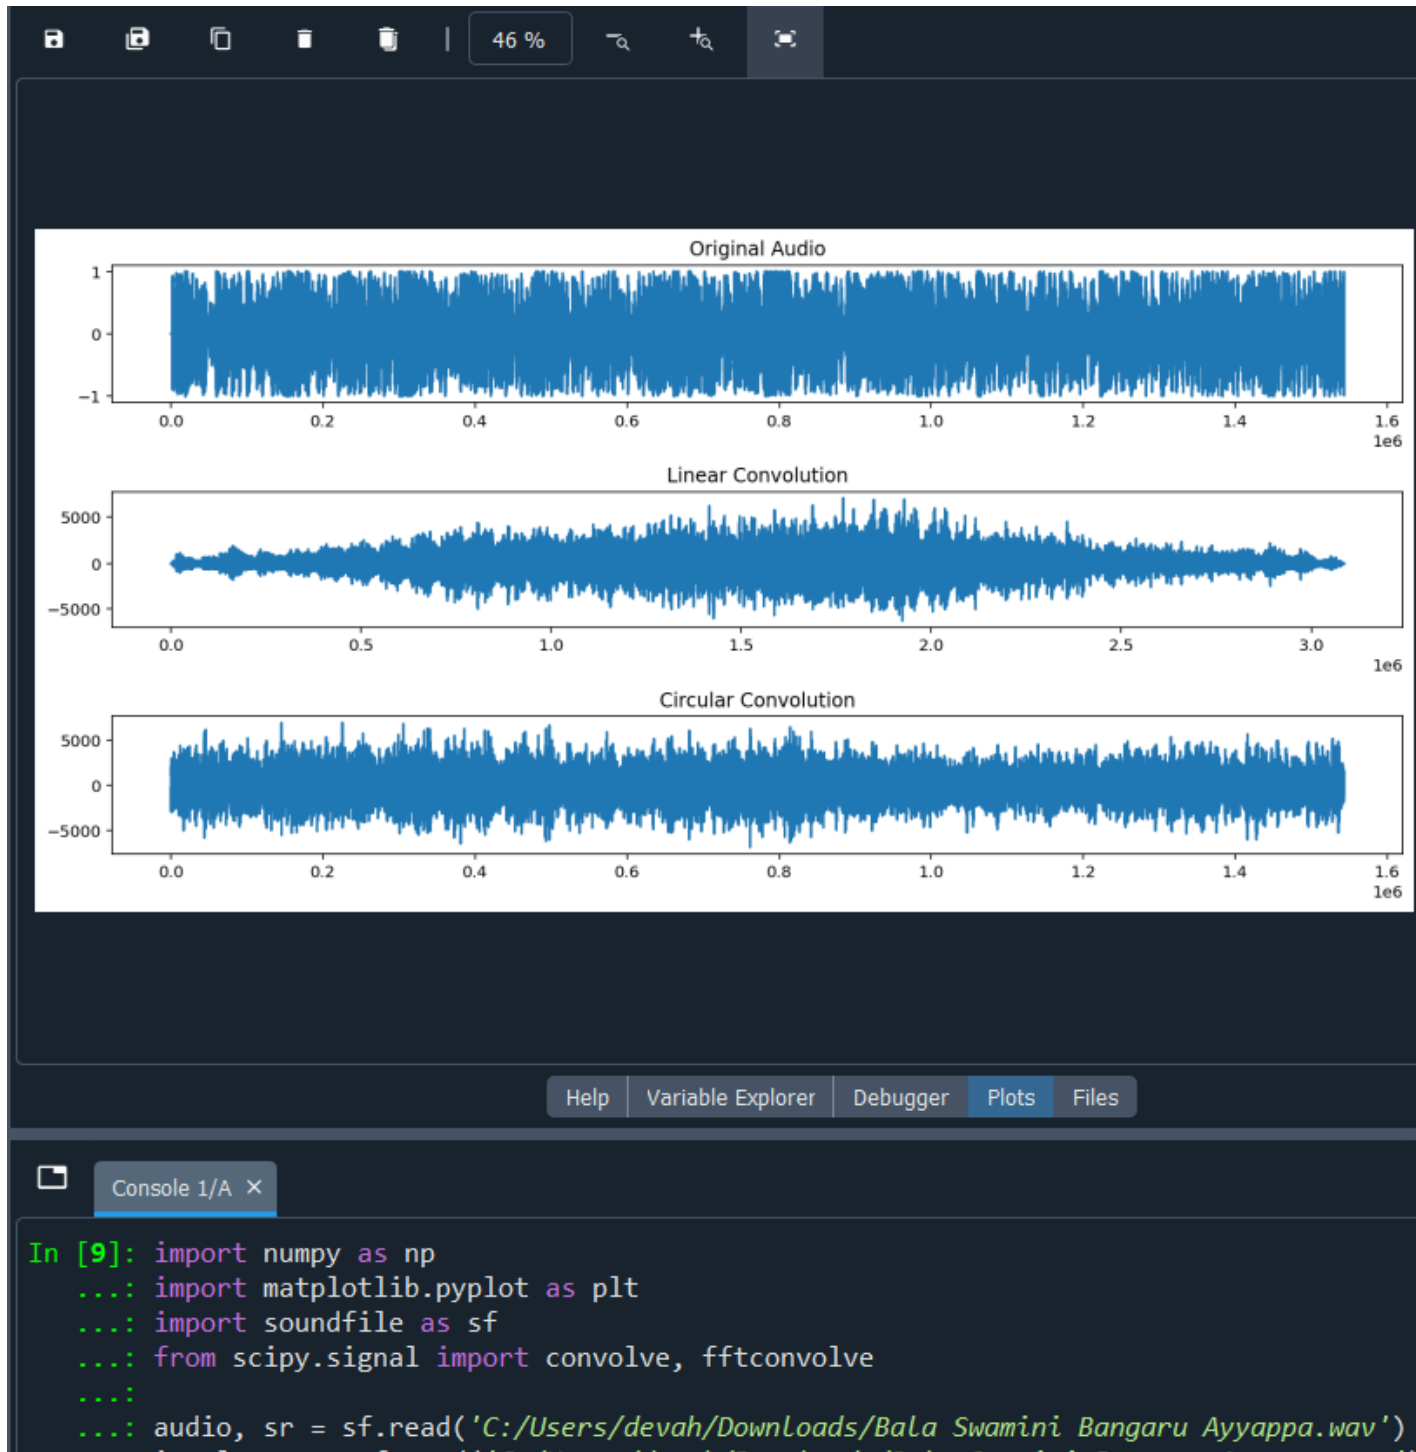 46 %
Original Audio
1
0
−1
0.0 0.2 0.4 0.6 0.8 1.0 1.2 1.4 1.6
1e6
Linear Convolution
5000
0
−5000
0.0 0.5 1.0 1.5 2.0 2.5 3.0
1e6
Circular Convolution
5000
0
−5000
0.0 0.2 0.4 0.6 0.8 1.0 1.2 1.4 1.6
1e6
Help Variable Explorer Debugger Plots Files
Console 1/A ×
In [9]: import numpy as np
...: import matplotlib.pyplot as plt
...: import soundfile as sf
...: from scipy.signal import convolve, fftconvolve
...:
...: audio, sr = sf.read('C:/Users/devah/Downloads/Bala Swamini Bangaru Ayyappa.wav')